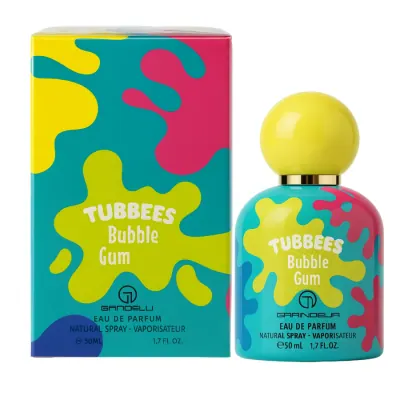 TUBBEES
Bubble
Gum
GANDELLI
EAU DE PARFUM
NATURAL SPRAY - VAPORISATEUR
℮ 50ML 1,7 FL.OZ.
TUBBEES
Bubble
Gum
GRAINDEUR
EAU DE PARFUM
NATURAL SPRAY - VAPORISATEUR
℮50 mL 1,7 FL.OZ.